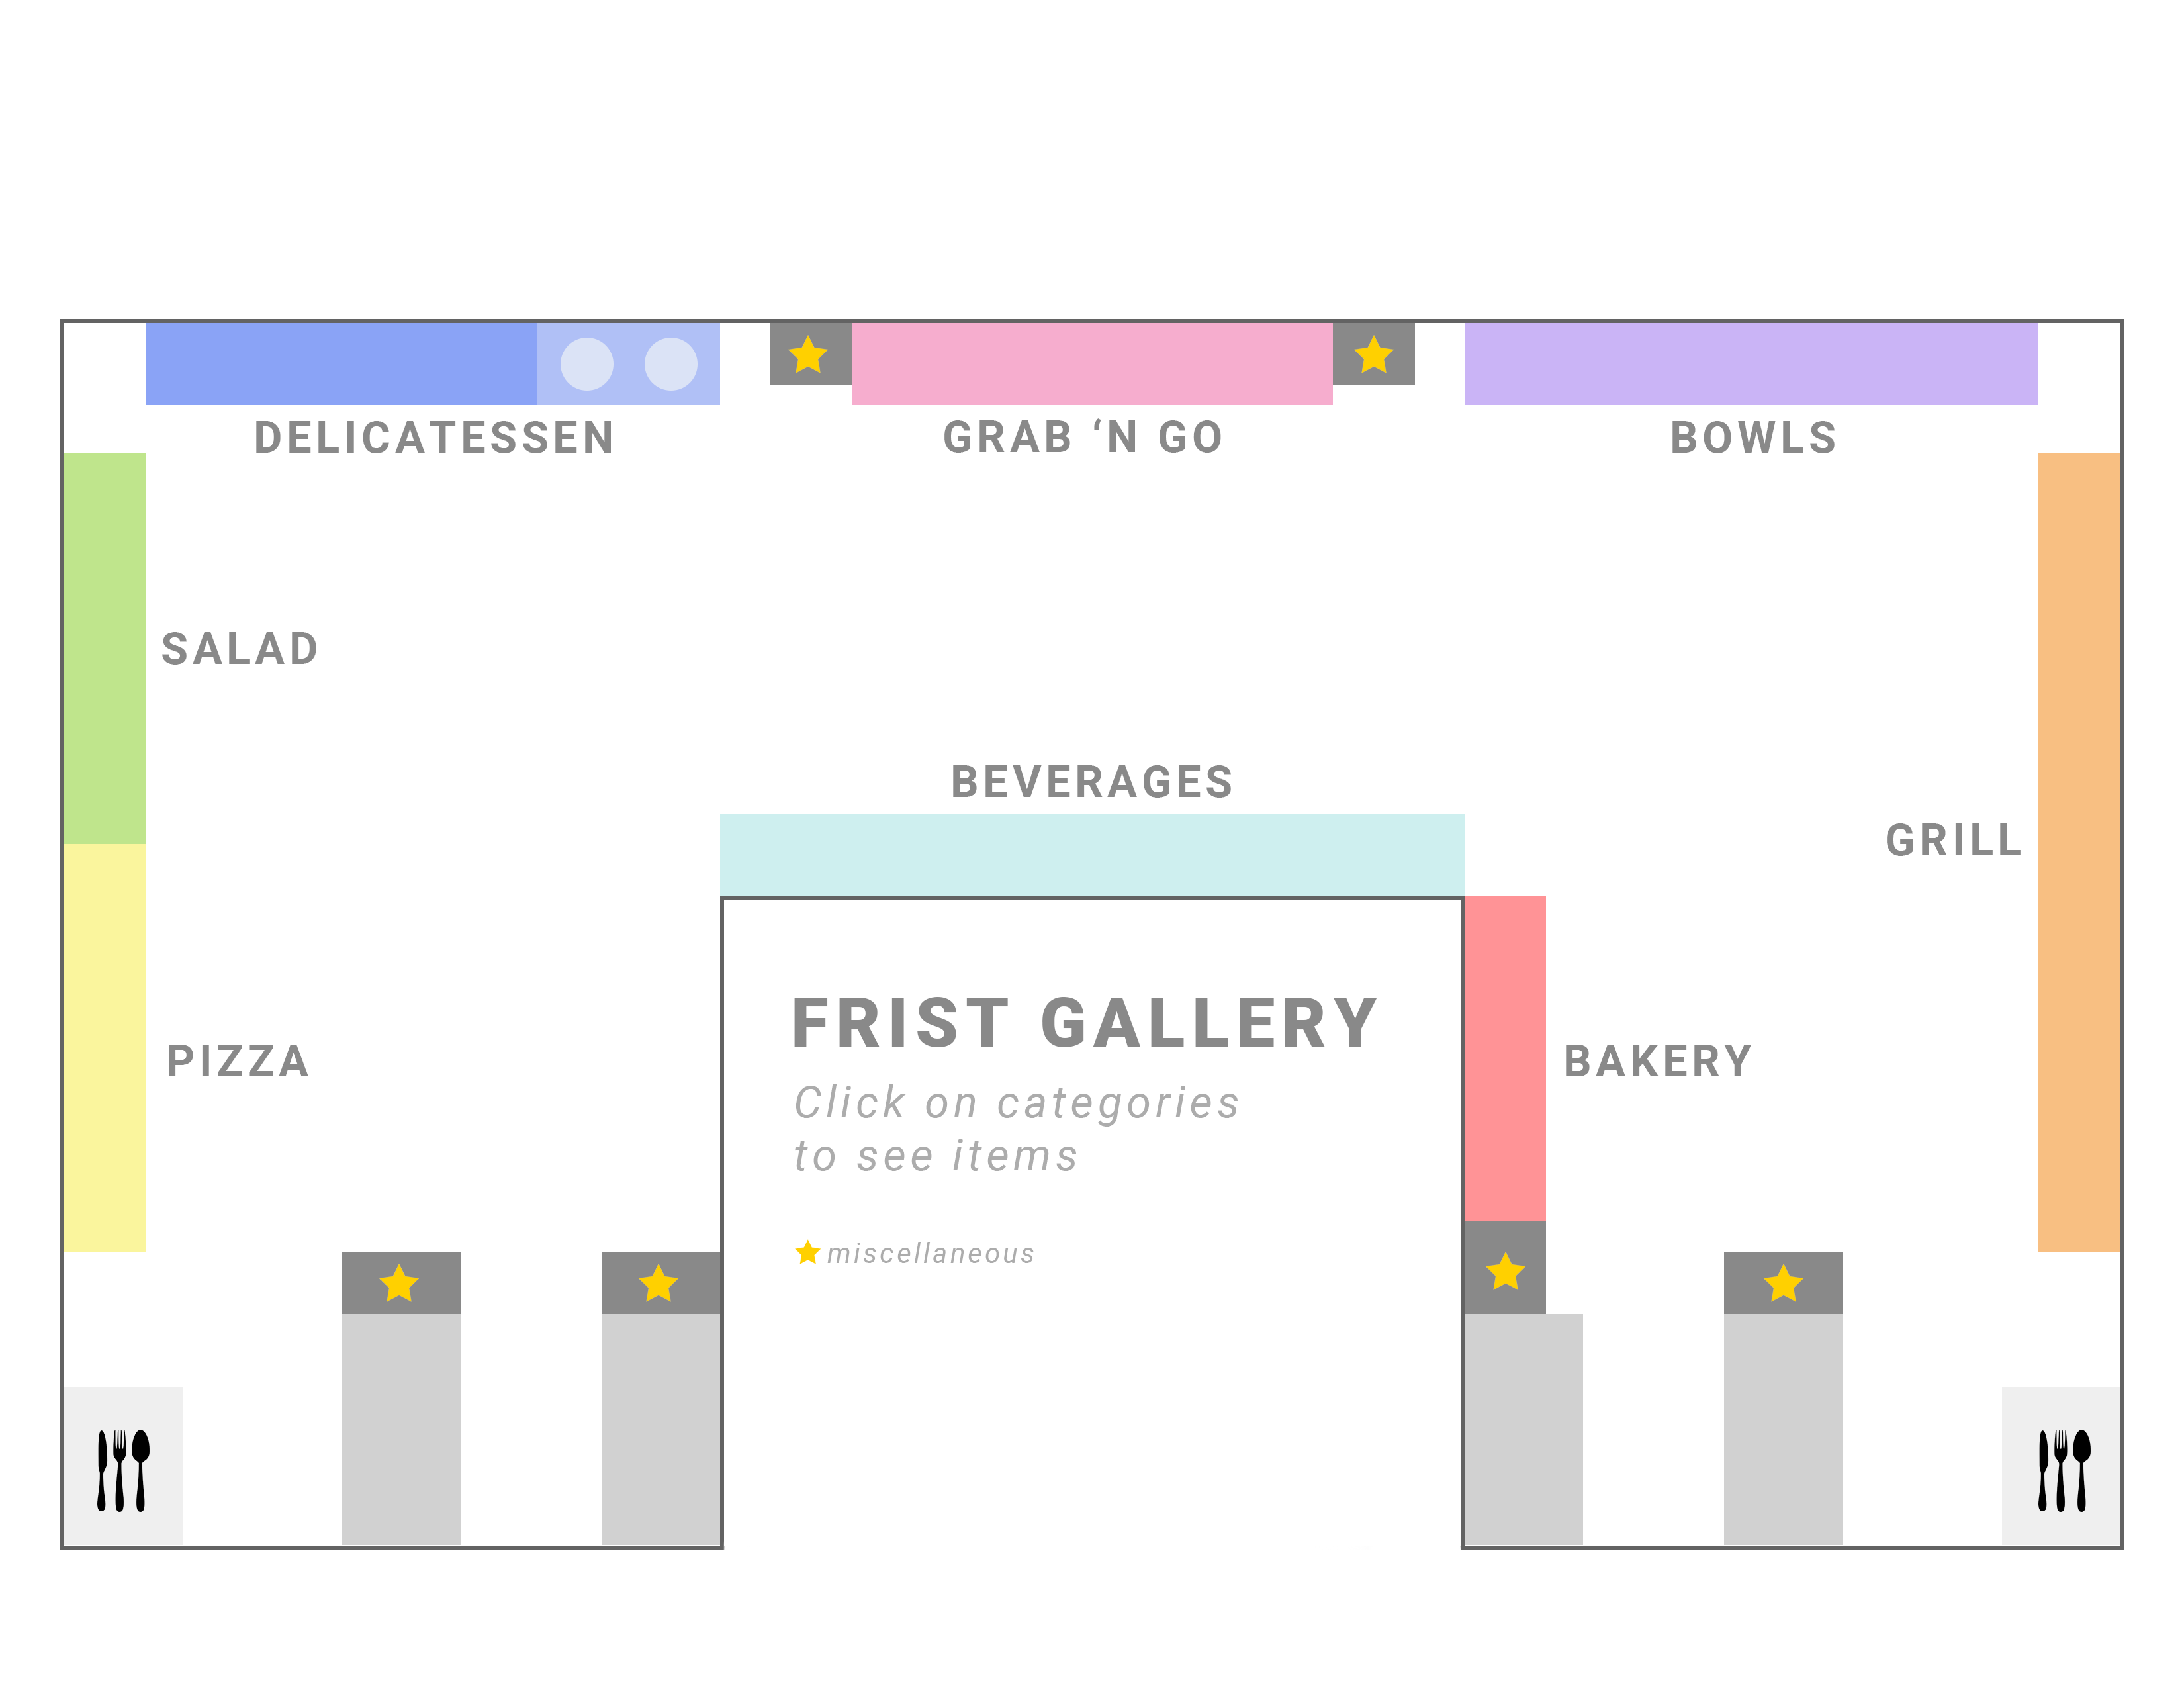 DELICATESSEN
GRAB ‘N GO
BOWLS
SALAD
BEVERAGES
GRILL
FRIST GALLERY
PIZZA
BAKERY
Click on categories
to see items
miscellaneous